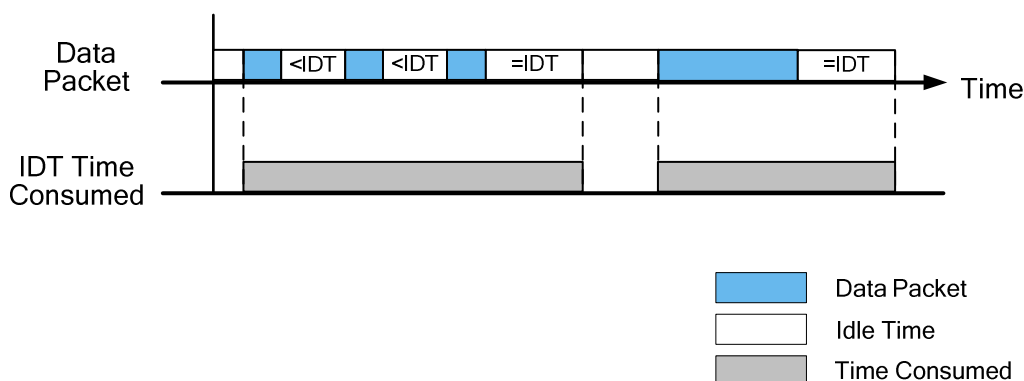 Data
Packet
<IDT
<IDT
=IDT
=IDT
Time
IDT Time
Consumed
Data Packet
Idle Time
Time Consumed